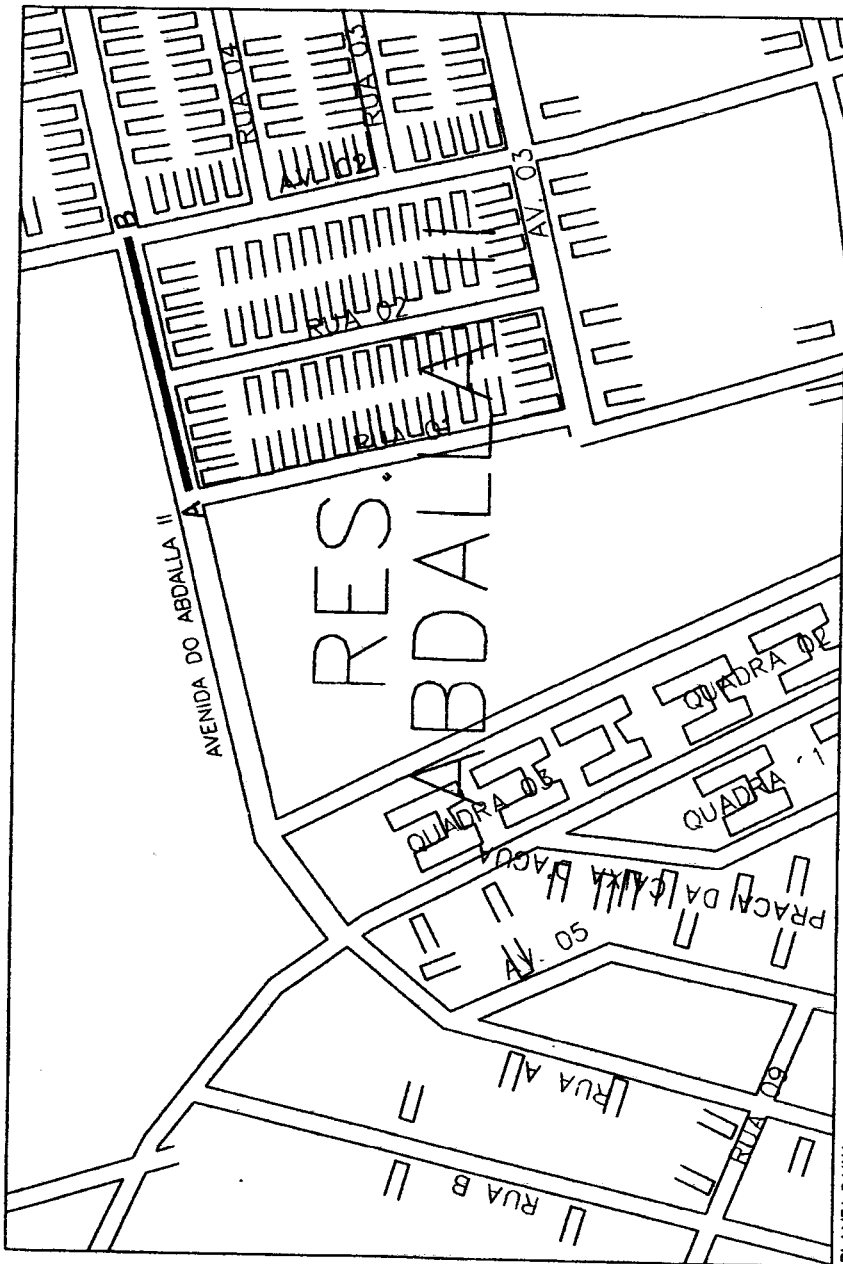 RUA 04
RUA 03
AV. 02
B
AV. 03
RUA 02
RUA 01
RES.
ABDALLA
A
AVENIDA DO ABDALLA II
QUADRA 02
QUADRA 03
QUADRA
PRACA DA CAIXA D'AGUA
AV. 05
RUA A
RUA 09
RUA B